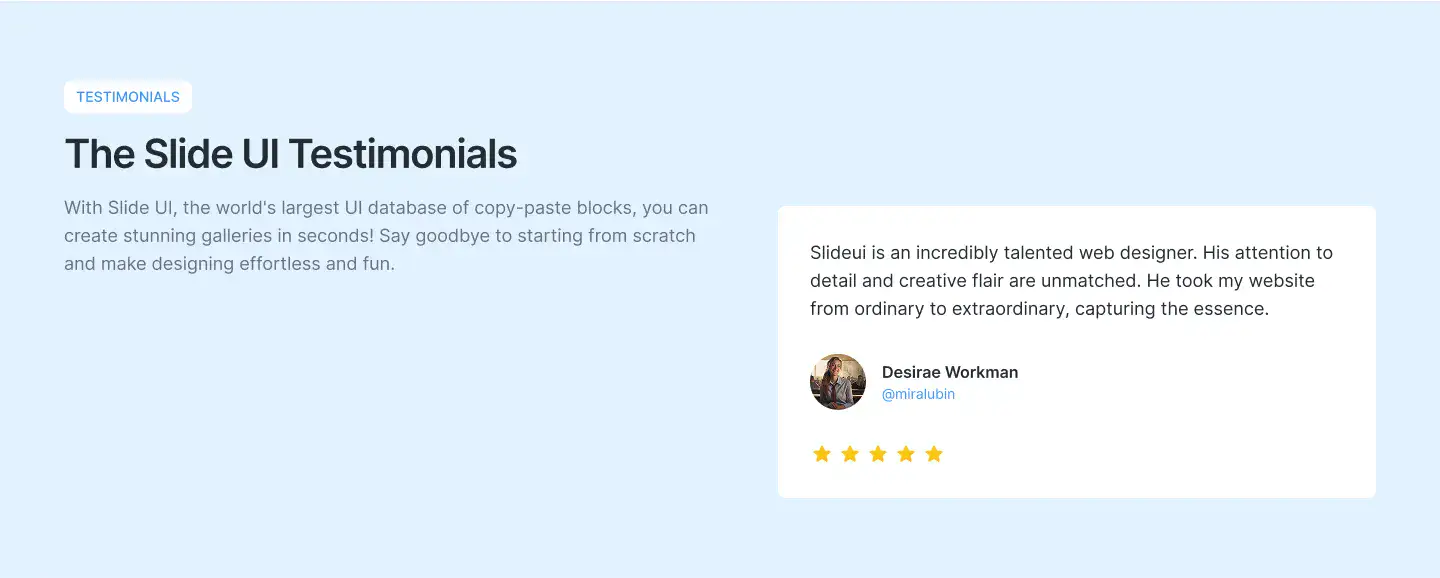 TESTIMONIALS
The Slide UI Testimonials
With Slide UI, the world's largest UI database of copy-paste blocks, you can
create stunning galleries in seconds! Say goodbye to starting from scratch
and make designing effortless and fun.
Slideui is an incredibly talented web designer. His attention to
detail and creative flair are unmatched. He took my website
from ordinary to extraordinary, capturing the essence.
Desirae Workman
@miralubin